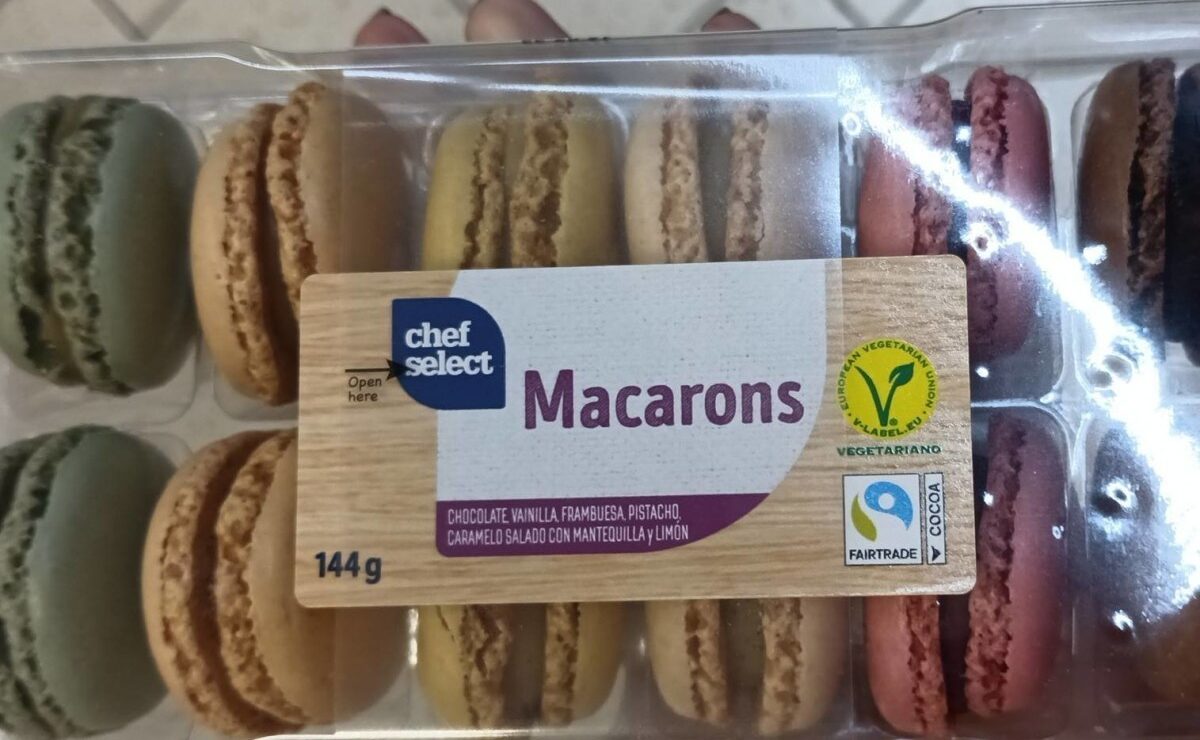 chef
select
Open
here
Macarons
EUROPEAN VEGETARIAN UNION
V-LABEL.EU
VEGETARIANO
CHOCOLATE, VAINILLA, FRAMBUESA, PISTACHO,
CARAMELO SALADO CON MANTEQUILLA y LIMÓN
144g
FAIRTRADE
COCOA